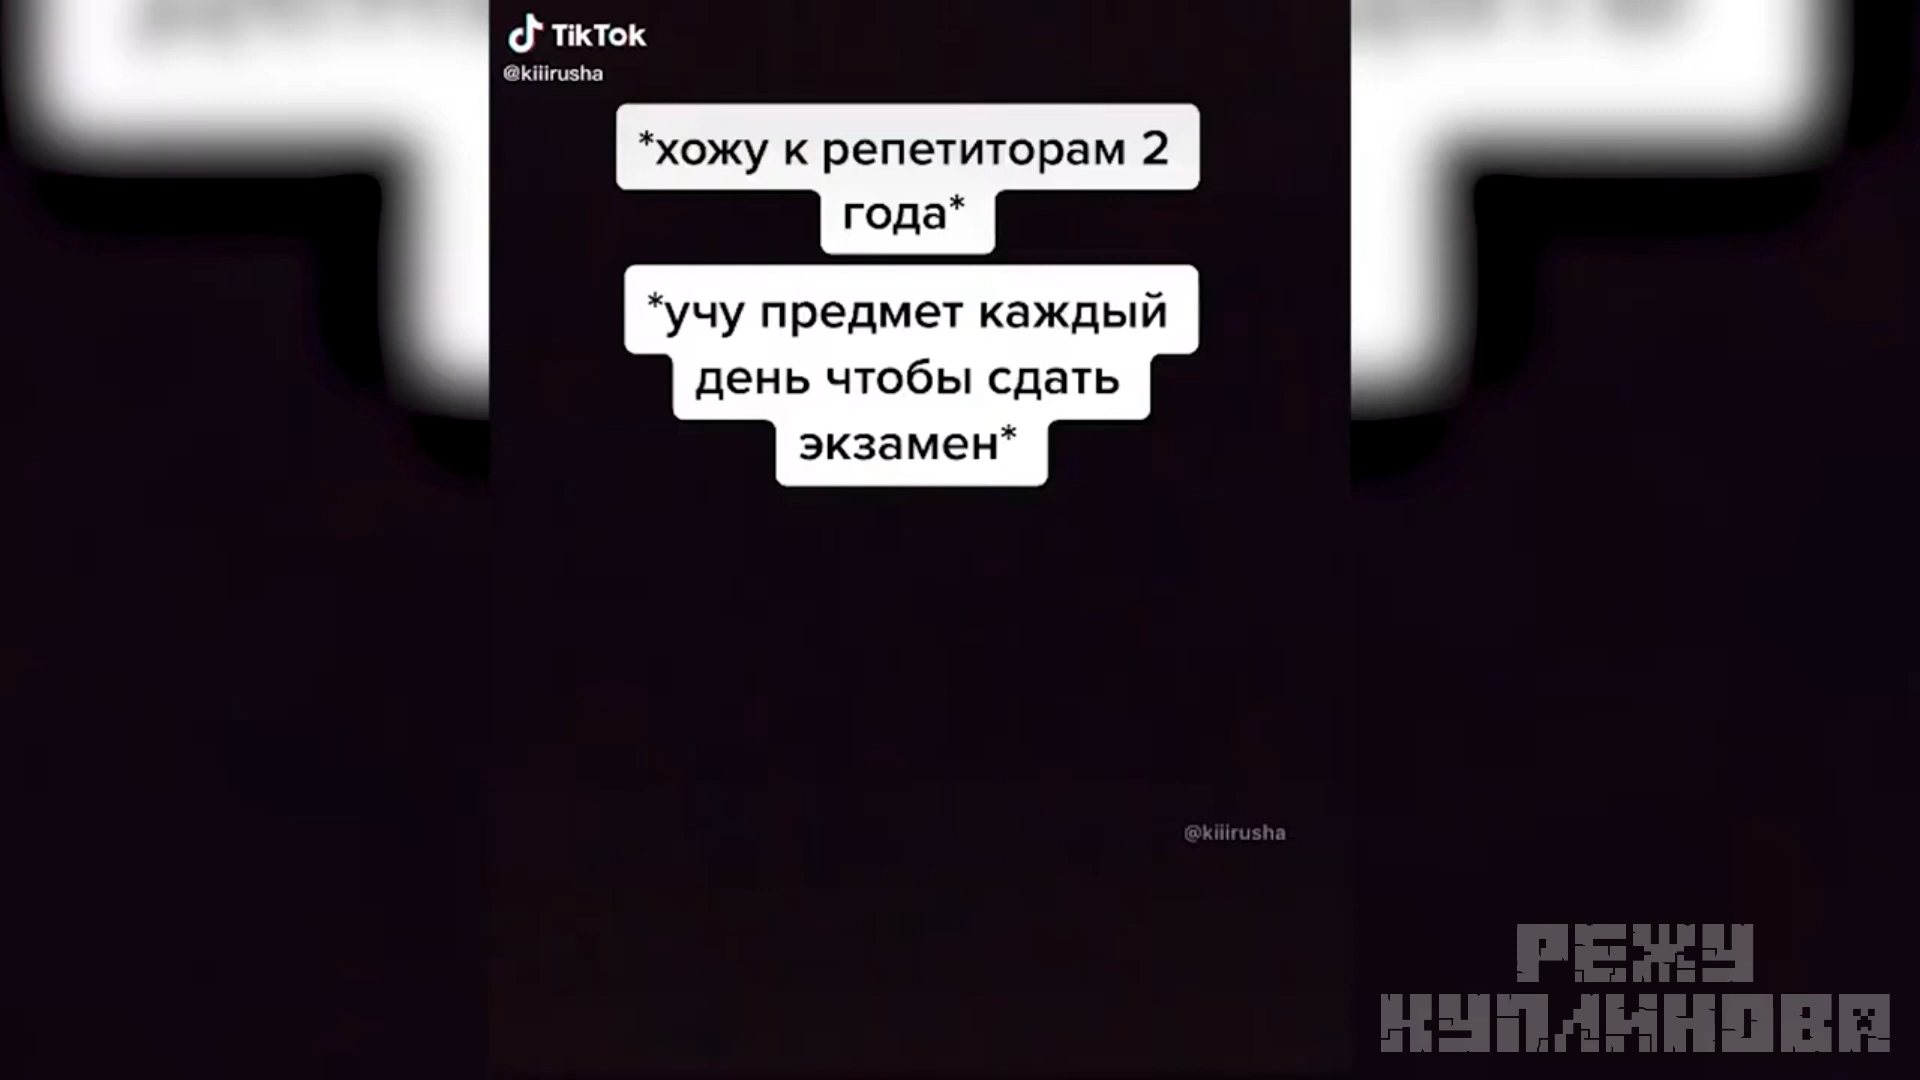 TikTok
@kiiirusha
*хожу к репетиторам 2
года*
*учу предмет каждый
день чтобы сдать
экзамен*
@kiiirusha
РЕЖУ
КУПЛИНОВА